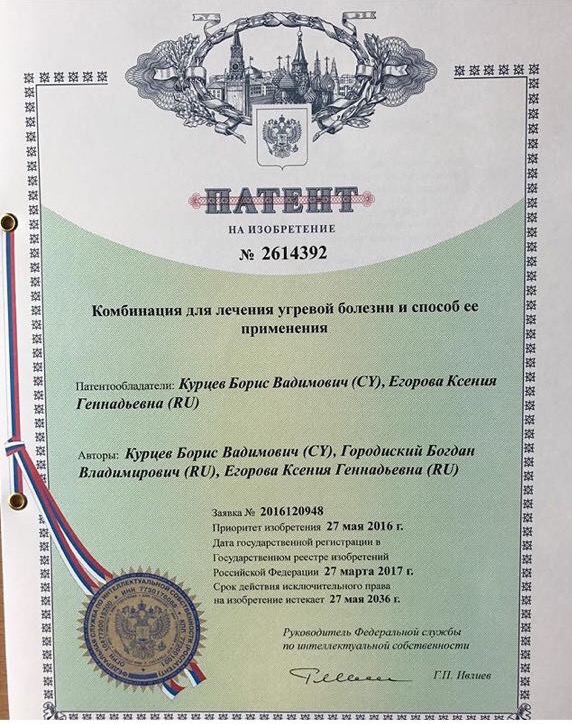 ПАТЕНТ
НА ИЗОБРЕТЕНИЕ
№ 2614392
Комбинация для лечения угревой болезни и способ ее
применения
Патентообладатели: Курцев Борис Вадимович (CY), Егорова Ксения
Геннадьевна (RU)
Авторы: Курцев Борис Вадимович (CY), Городиский Богдан
Владимирович (RU), Егорова Ксения Геннадьевна (RU)
Заявка № 2016120948
Приоритет изобретения 27 мая 2016 г.
Дата государственной регистрации в
Государственном реестре изобретений
Российской Федерации 27 марта 2017 г.
Срок действия исключительного права
на изобретение истекает 27 мая 2036 г.
Руководитель Федеральной службы
по интеллектуальной собственности
Г.П. Ивлиев